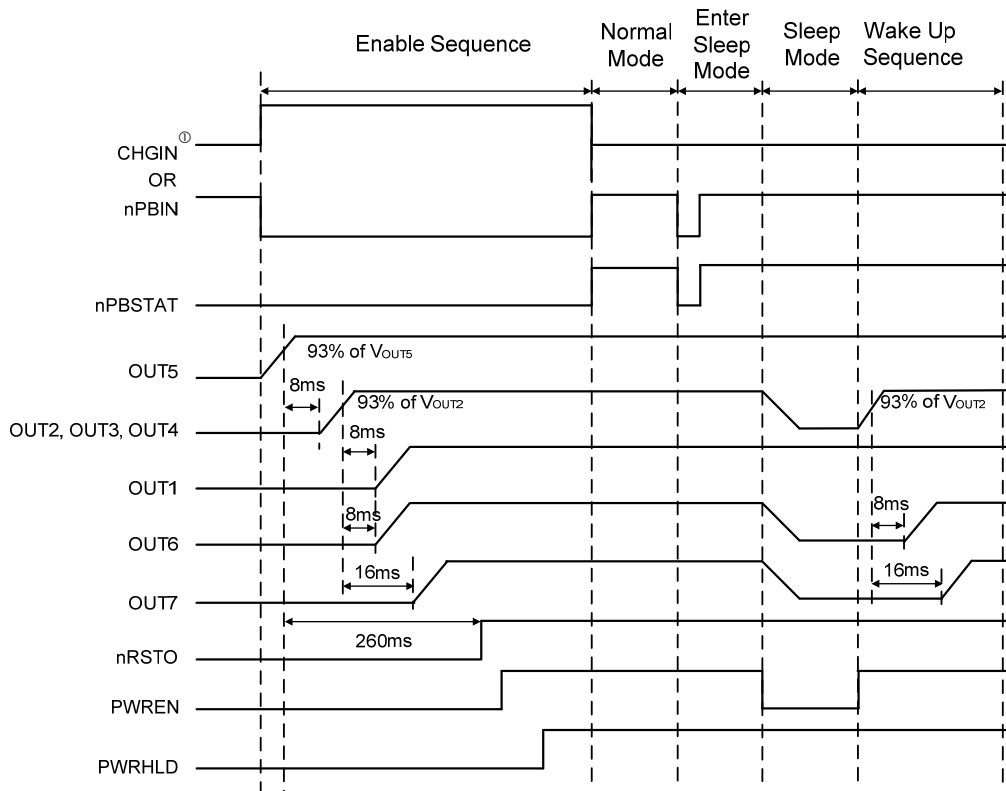 Enable Sequence
Normal
Mode
Enter
Sleep
Mode
Sleep
Mode
Wake Up
Sequence
CHGIN①
OR
nPBIN
nPBSTAT
93% of VOUT5
OUT5
8ms
93% of VOUT2
93% of VOUT2
OUT2, OUT3, OUT4
8ms
OUT1
8ms
8ms
OUT6
16ms
16ms
OUT7
260ms
nRSTO
PWREN
PWRHLD